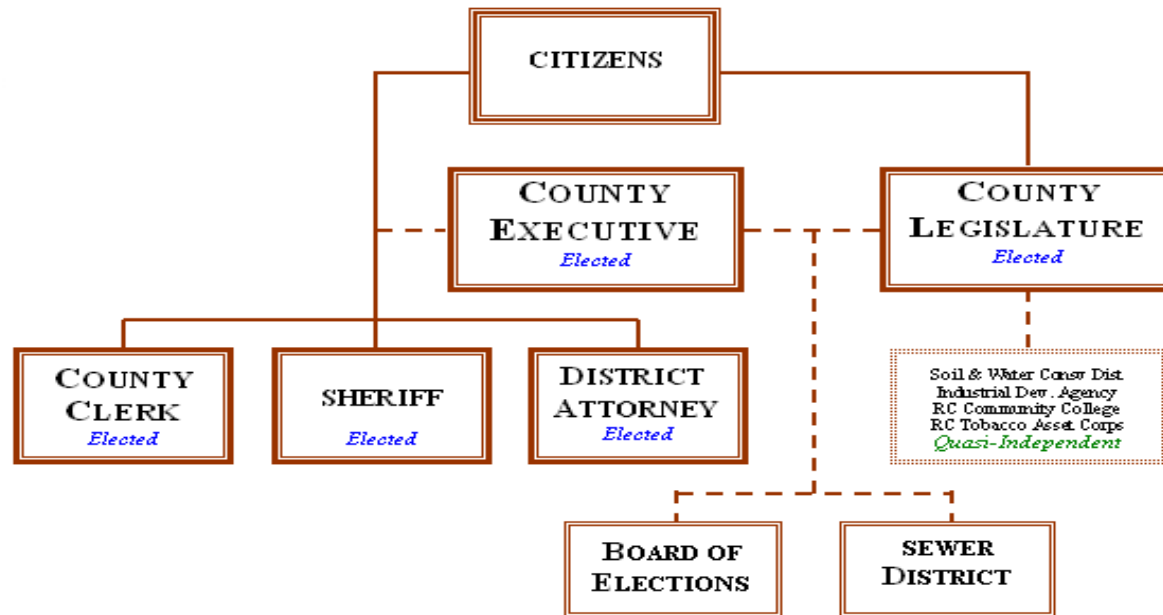 CITIZENS
COUNTY
EXECUTIVE
Elected
COUNTY
LEGISLATURE
Elected
COUNTY
CLERK
Elected
SHERIFF
Elected
DISTRICT
ATTORNEY
Elected
Soil & Water Consv Dist.
Industrial Dev. Agency
RC Community College
RC Tobacco Asset Corps
Quasi-Independent
BOARD OF
ELECTIONS
SEWER
DISTRICT